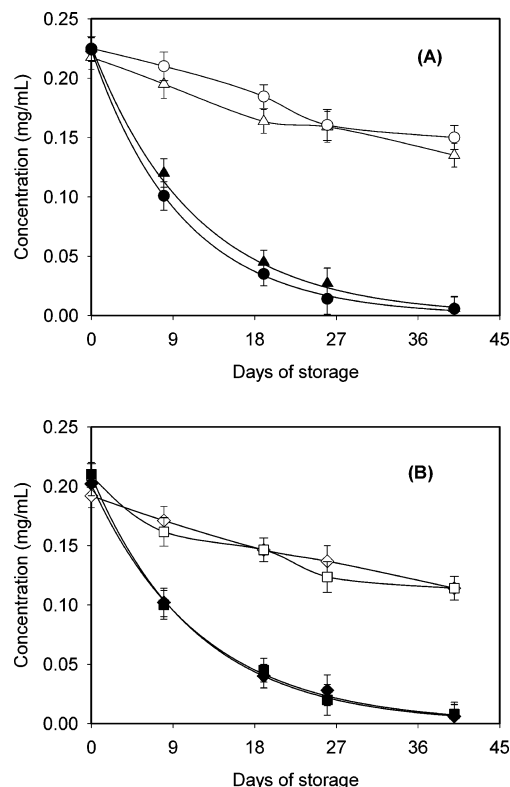 0.25
(A)
0.20
0.15
0.10
0.05
0.00
Concentration (mg/mL)
0 9 18 27 36 45
Days of storage
0.25
(B)
0.20
0.15
0.10
0.05
0.00
Concentration (mg/mL)
0 9 18 27 36 45
Days of storage